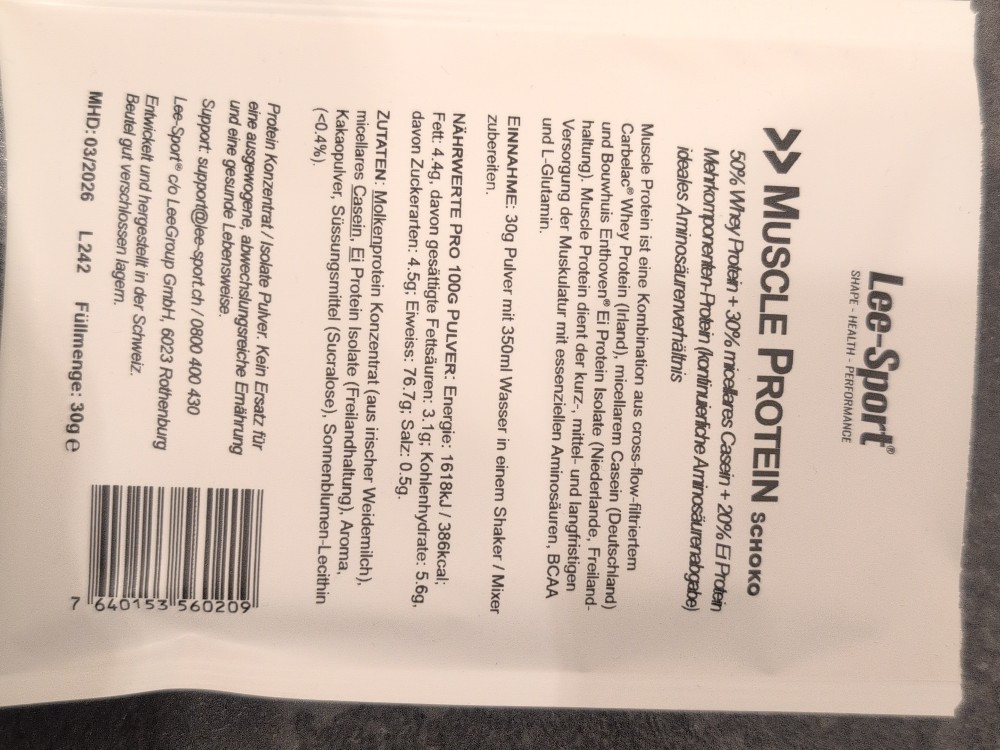 Lee-Sport®
SHAPE - HEALTH - PERFORMANCE
MUSCLE PROTEIN SCHOKO
50% Whey Protein + 30% micellares Casein + 20% Ei Protein
Mehrkomponenten-Protein (kontinuierliche Aminosäurenabgabe)
ideales Aminosäurenverhältnis
Muscle Protein ist eine Kombination aus cross-flow-filtriertem
Carbelac® Whey Protein (Irland), micellarem Casein (Deutschland)
und Bouwhuis Enthoven® Ei Protein Isolate (Niederlande, Freiland-
haltung). Muscle Protein dient der kurz-, mittel- und langfristigen
Versorgung der Muskulatur mit essenziellen Aminosäuren, BCAA
und L-Glutamin.
EINNAHME: 30g Pulver mit 350ml Wasser in einem Shaker / Mixer
zubereiten.
NÄHRWERTE PRO 100G PULVER: Energie: 1618kJ / 386kcal;
Fett: 4.4g, davon gesättigte Fettsäuren: 3.1g; Kohlenhydrate: 5.6g,
davon Zuckerarten: 4.5g; Eiweiss: 76.7g; Salz: 0.5g.
ZUTATEN: Molkenprotein Konzentrat (aus irischer Weidemilch),
micellares Casein, Ei Protein Isolate (Freilandhaltung), Aroma,
Kakaopulver, Süssungsmittel (Sucralose), Sonnenblumen-Lecithin
(<0.4%).
Protein Konzentrat / Isolate Pulver. Kein Ersatz für
eine ausgewogene, abwechslungsreiche Ernährung
und eine gesunde Lebensweise.
Support: support@lee-sport.ch / 0800 400 430
Lee-Sport® c/o LeeGroup GmbH, 6023 Rothenburg
Entwickelt und hergestellt in der Schweiz.
Beutel gut verschlossen lagern.
MHD: 03/2026 L242 Füllmenge: 30g e
7 640153 560209